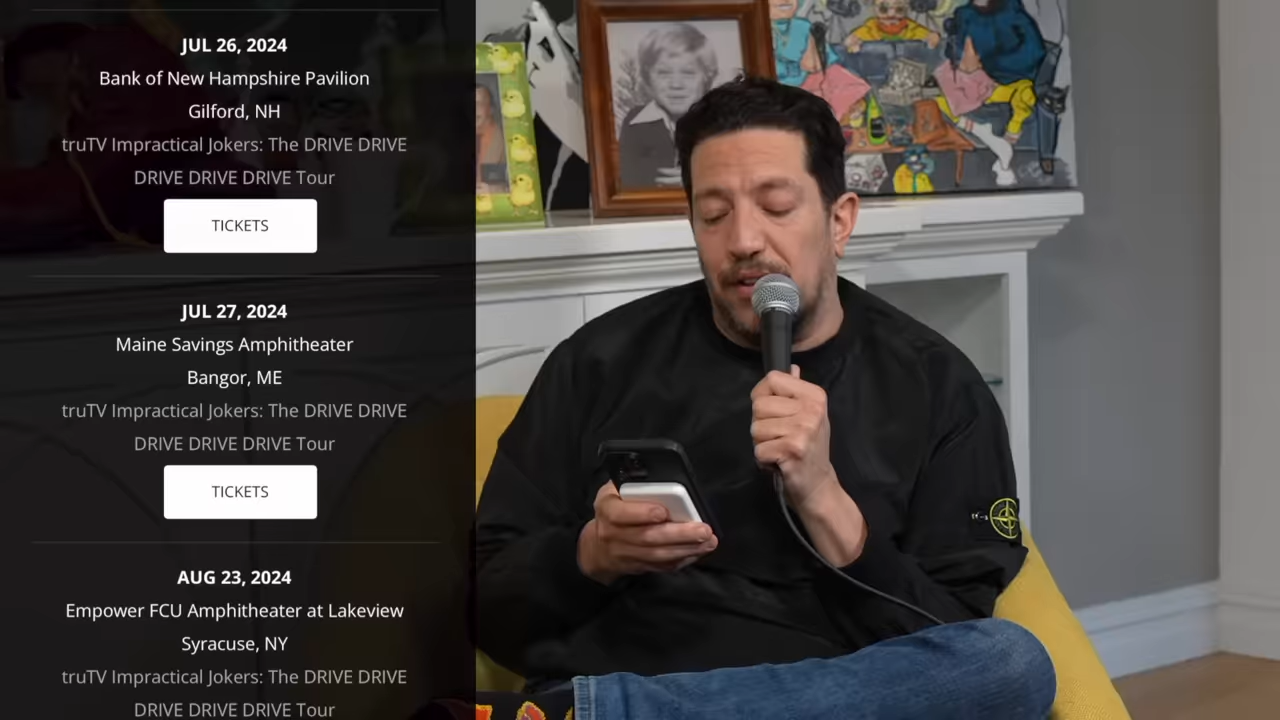 JUL 26, 2024
Bank of New Hampshire Pavilion
Gilford, NH
truTV Impractical Jokers: The DRIVE DRIVE
DRIVE DRIVE DRIVE Tour
TICKETS
JUL 27, 2024
Maine Savings Amphitheater
Bangor, ME
truTV Impractical Jokers: The DRIVE DRIVE
DRIVE DRIVE DRIVE Tour
TICKETS
AUG 23, 2024
Empower FCU Amphitheater at Lakeview
Syracuse, NY
truTV Impractical Jokers: The DRIVE DRIVE
DRIVE DRIVE DRIVE Tour